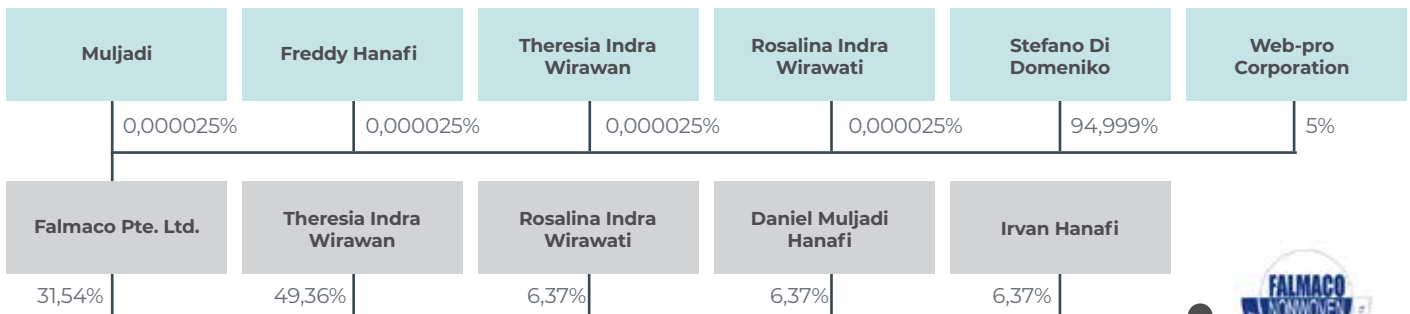 Muljadi
Freddy Hanafi
Theresia Indra
Wirawan
Rosalina Indra
Wirawati
Stefano Di
Domeniko
Web-pro
Corporation
0,000025%
0,000025%
0,000025%
0,000025%
94,999%
5%
Falmaco Pte. Ltd.
Theresia Indra
Wirawan
Rosalina Indra
Wirawati
Daniel Muljadi
Hanafi
Irvan Hanafi
31,54%
49,36%
6,37%
6,37%
6,37%
FALMACO
NONWOVEN